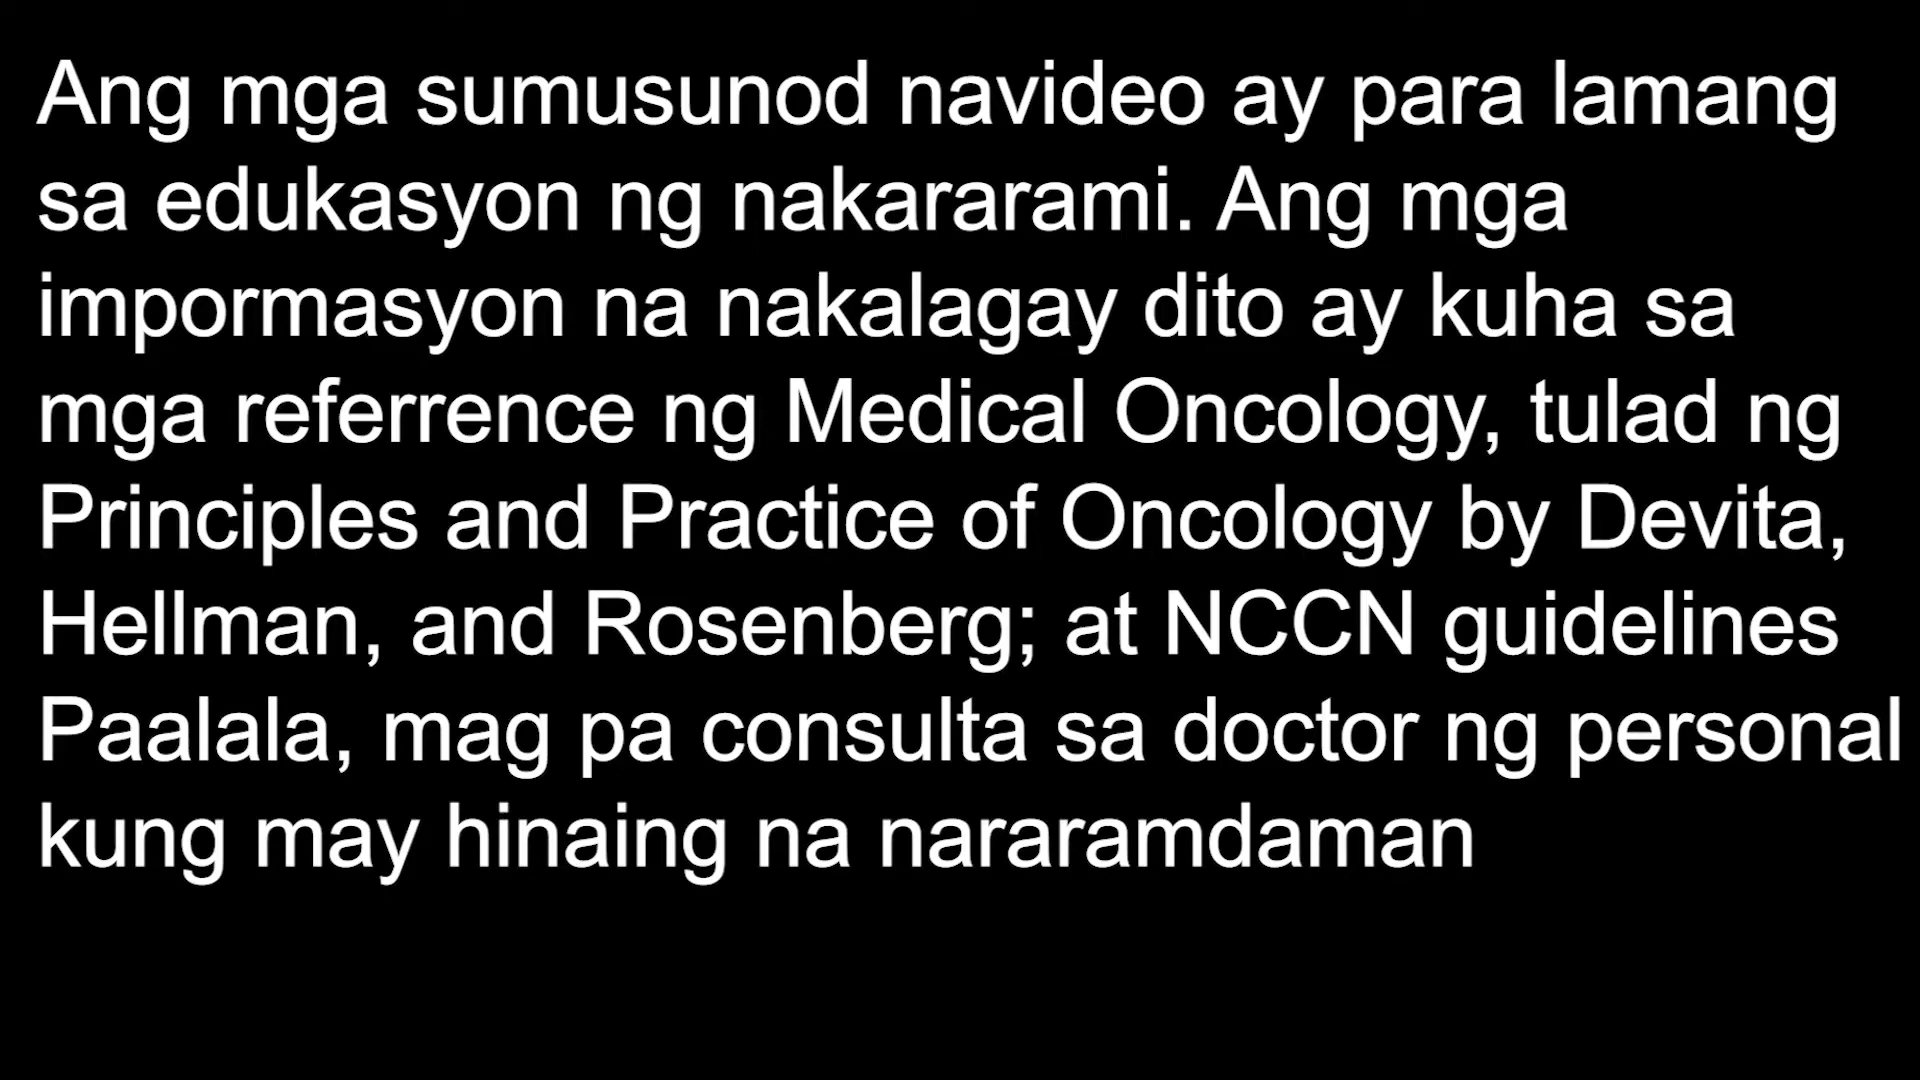 Ang mga sumusunod navideo ay para lamang
sa edukasyon ng nakararami. Ang mga
impormasyon na nakalagay dito ay kuha sa
mga referrence ng Medical Oncology, tulad ng
Principles and Practice of Oncology by Devita,
Hellman, and Rosenberg; at NCCN guidelines
Paalala, mag pa consulta sa doctor ng personal
kung may hinaing na nararamdaman